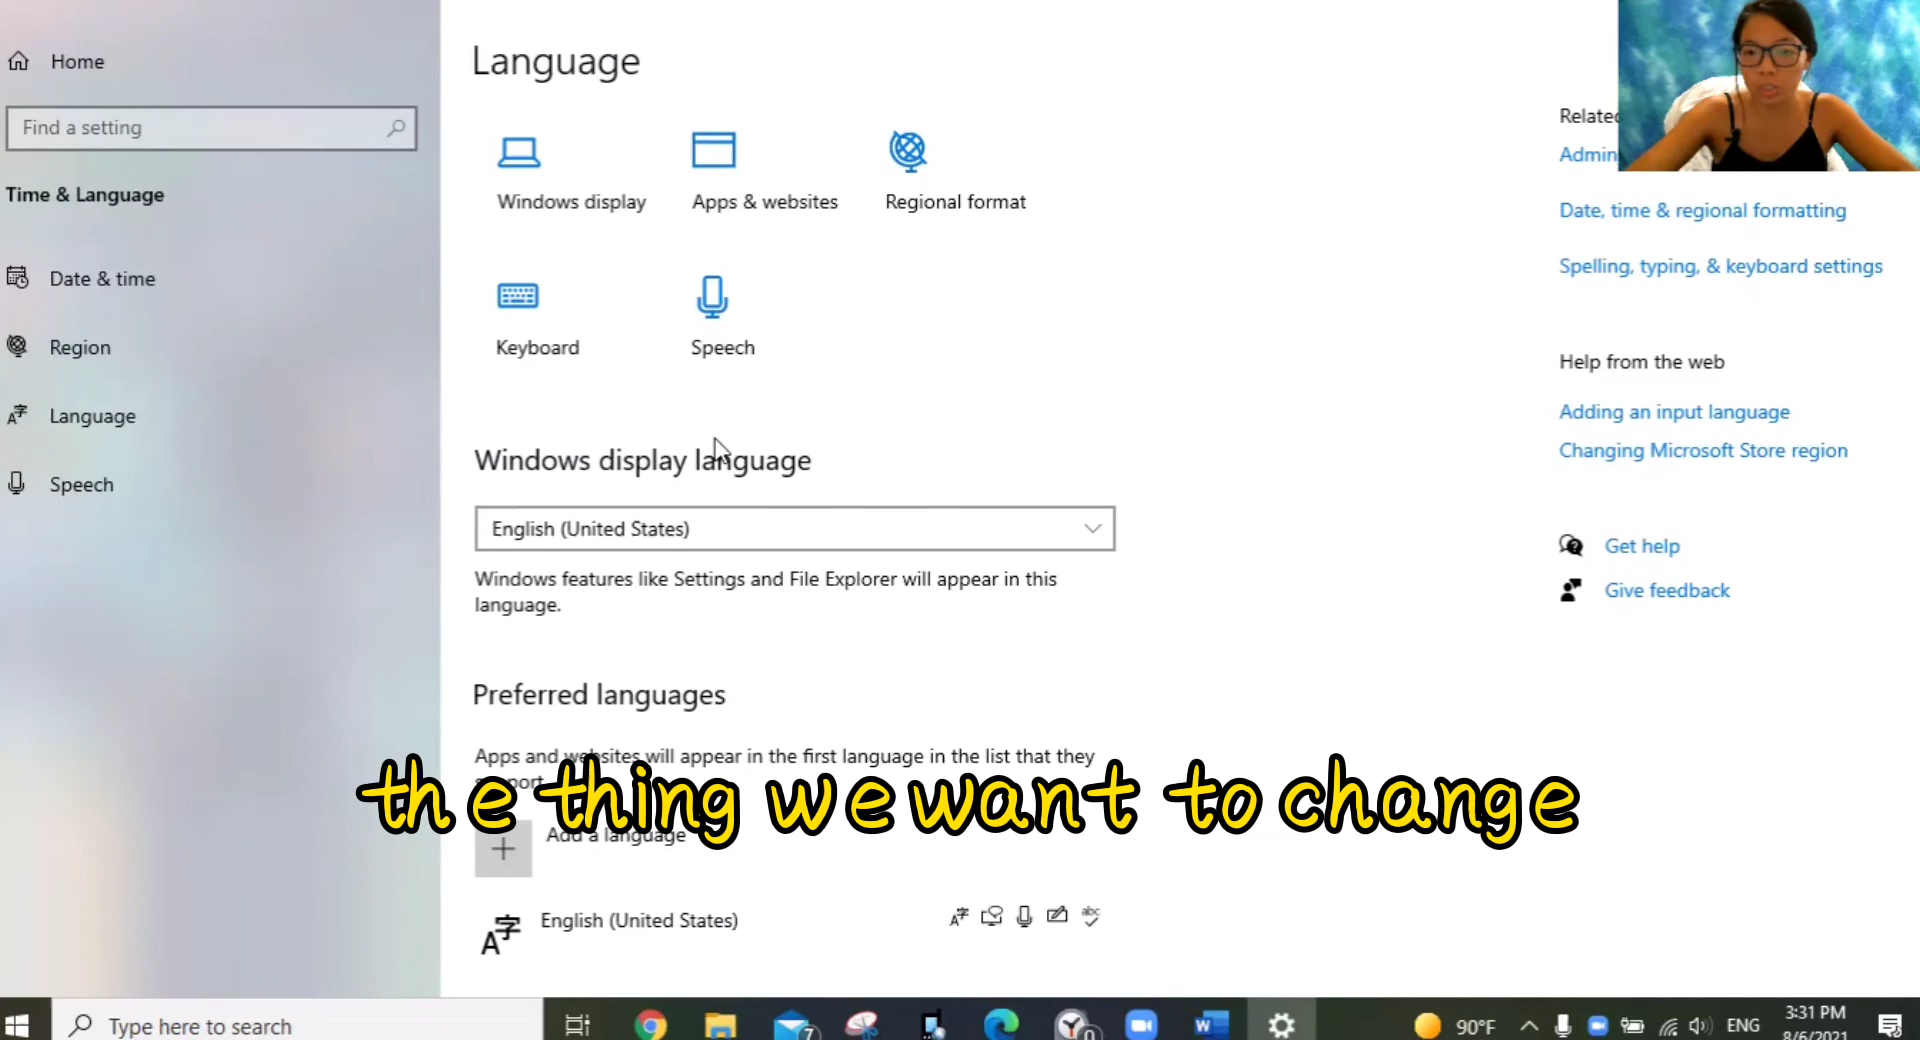 Home
Find a setting
Time & Language
Date & time
Region
Language
Speech
Language
Windows display
Apps & websites
Regional format
Keyboard
Speech
Windows display language
English (United States)
Windows features like Settings and File Explorer will appear in this
language.
Preferred languages
Apps and websites will appear in the first language in the list that they
the thing we want to change
Add a language
English (United States)
Date, time & regional formatting
Spelling, typing, & keyboard settings
Help from the web
Adding an input language
Changing Microsoft Store region
Get help
Give feedback
Type here to search
7
0
90°F
ENG
3:31 PM
8/6/2021